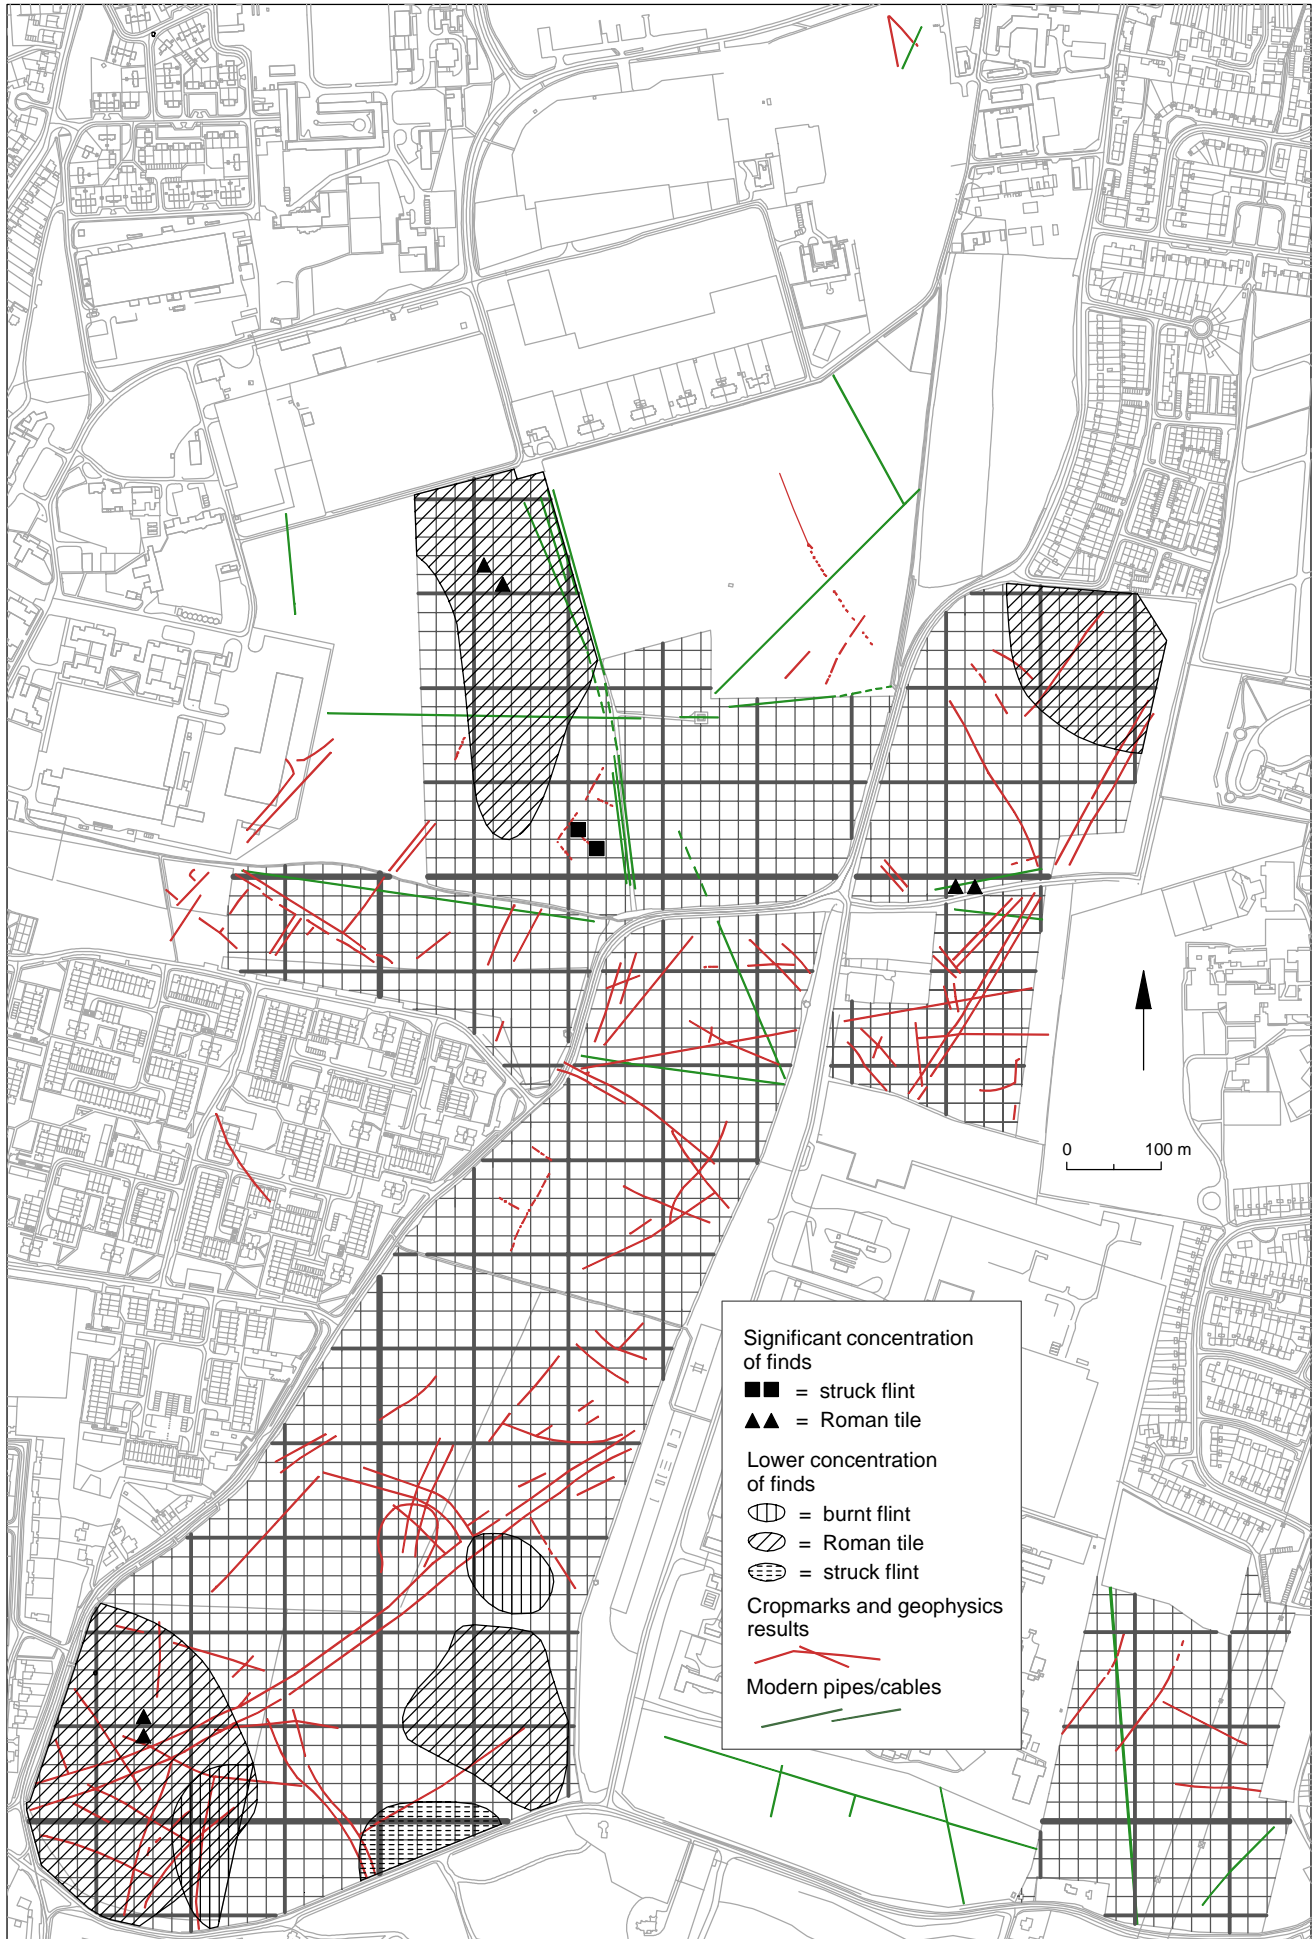 0 100 m
Significant concentration
of finds
= struck flint
= Roman tile
Lower concentration
of finds
= burnt flint
= Roman tile
= struck flint
Cropmarks and geophysics
results
Modern pipes/cables